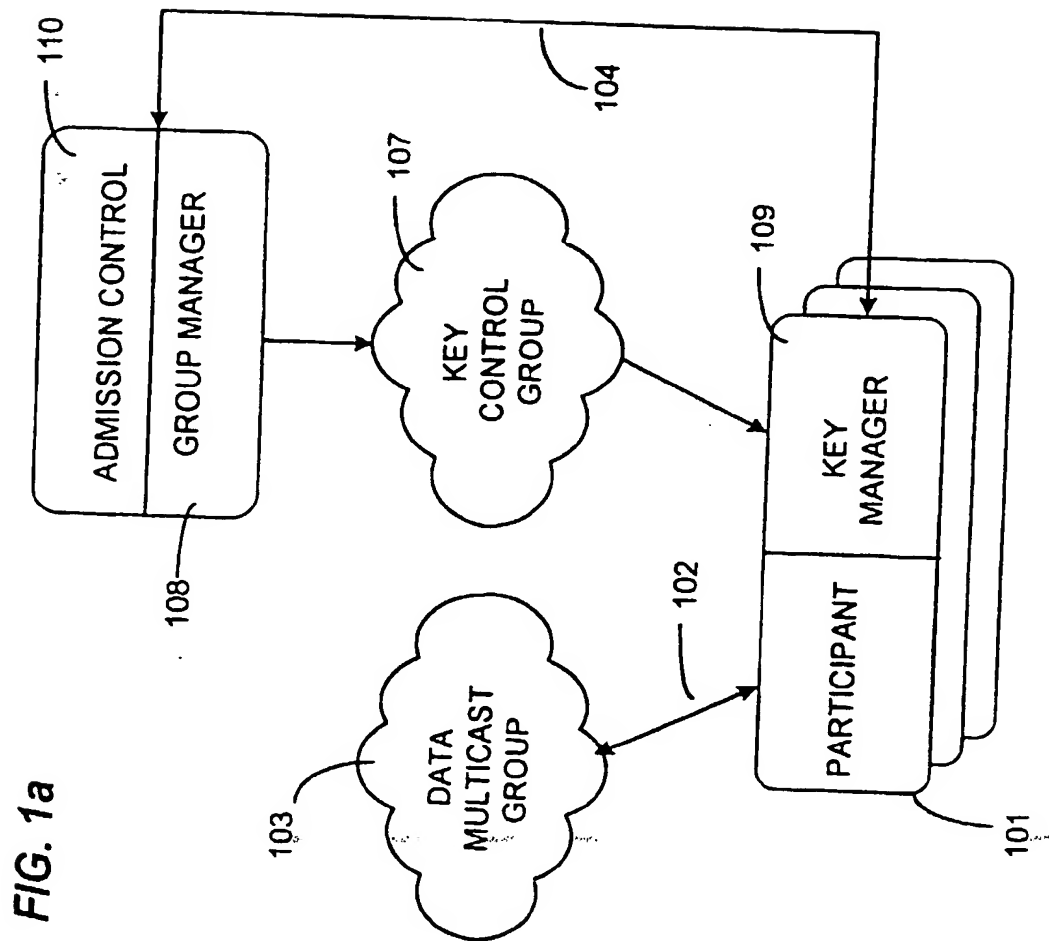 FIG. 1a
110
ADMISSION CONTROL
GROUP MANAGER
108
104
107
KEY
CONTROL
GROUP
103
DATA
MULTICAST
GROUP
102
109
PARTICIPANT
KEY
MANAGER
101